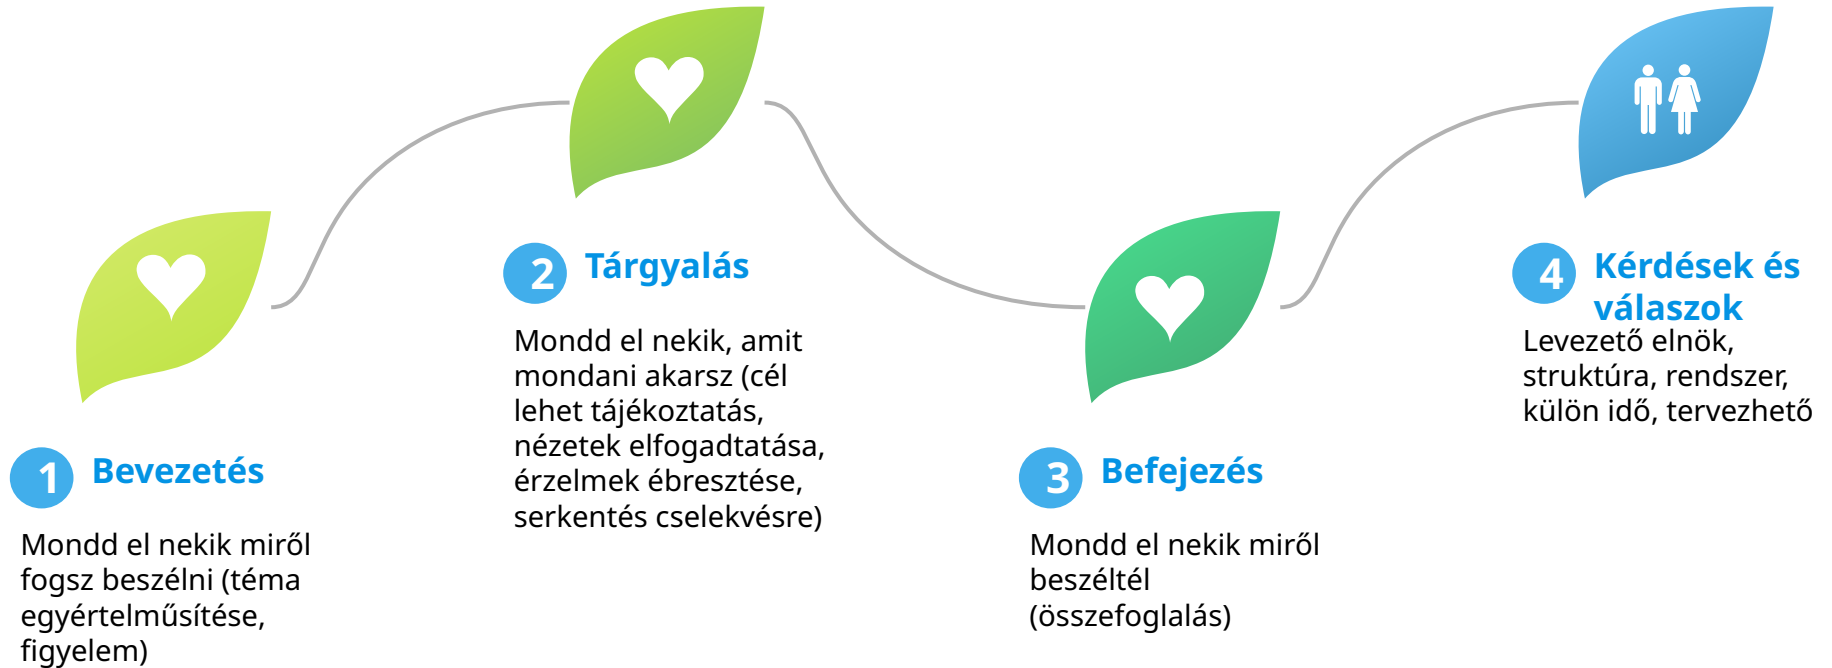 1 Bevezetés
Mondd el nekik miről
fogsz beszélni (téma
egyértelműsítése,
figyelem)
2 Tárgyalás
Mondd el nekik, amit
mondani akarsz (cél
lehet tájékoztatás,
nézetek elfogadtatása,
érzelmek ébresztése,
serkentés cselekvésre)
3 Befejezés
Mondd el nekik miről
beszéltél
(összefoglalás)
4 Kérdések és
válaszok
Levezető elnök,
struktúra, rendszer,
külön idő, tervezhető